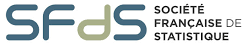 SFdS
SOCIÉTÉ
FRANÇAISE DE
STATISTIQUE